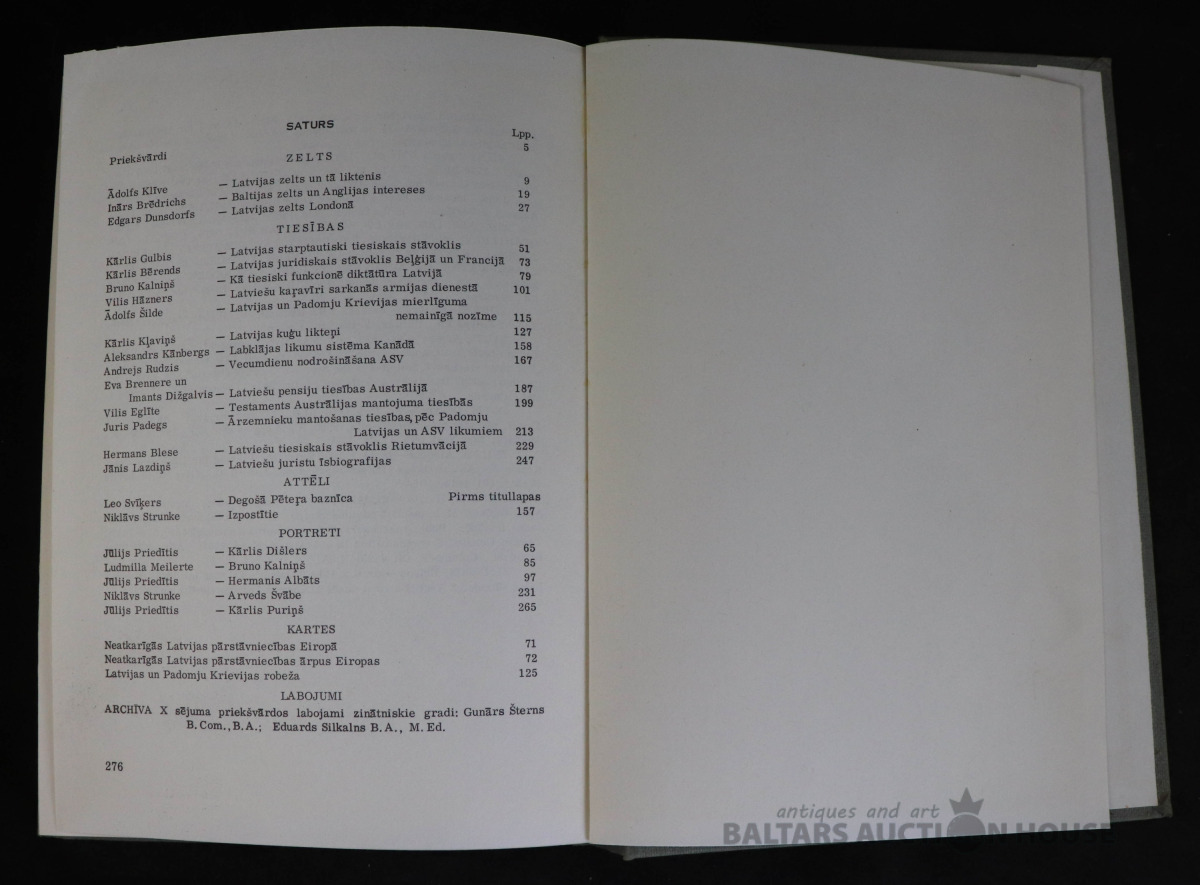 SATURS
Lpp.
Priekšvārdi 5
ZELTS
Ādolfs Klīve — Latvijas zelts un tā liktenis 9
Inārs Brēdrichs — Baltijas zelts un Anglijas intereses 19
Edgars Dunsdorfs — Latvijas zelts Londonā 27
TIESĪBAS
Kārlis Gulbis — Latvijas starptautiski tiesiskais stāvoklis 51
Kārlis Bērends — Latvijas juridiskais stāvoklis Beļģijā un Francijā 73
Bruno Kalniņš — Kā tiesiski funkcionē diktātūra Latvijā 79
Vilis Hāzners — Latviešu kaŗavīri sarkanās armijas dienestā 101
Ādolfs Šilde — Latvijas un Padomju Krievijas mierlīguma
nemainīgā nozīme 115
Kārlis Kļaviņš — Latvijas kuģu likteņi 127
Aleksandrs Kānbergs — Labklājas likumu sistēma Kanādā 158
Andrejs Rudzis — Vecumdienu nodrošināšana ASV 167
Eva Brennere un
Imants Dižgalvis — Latviešu pensiju tiesības Austrālijā 187
Vilis Eglīte — Testaments Austrālijas mantojuma tiesībās 199
Juris Padegs — Ārzemnieku mantošanas tiesības, pēc Padomju
Latvijas un ASV likumiem 213
Hermans Blese — Latviešu tiesiskais stāvoklis Rietumvācijā 229
Jānis Lazdiņš — Latviešu juristu īsbiografijas 247
ATTĒLI
Leo Svīķers — Degošā Pēteŗa baznīca Pirms titullapas
Niklāvs Strunke — Izpostītie 157
PORTRETI
Jūlijs Priedītis — Kārlis Dišlers 65
Ludmilla Meilerte — Bruno Kalniņš 85
Jūlijs Priedītis — Hermanis Albāts 97
Niklāvs Strunke — Arveds Švābe 231
Jūlijs Priedītis — Kārlis Puriņš 265
KARTES
Neatkarīgās Latvijas pārstāvniecības Eiropā 71
Neatkarīgās Latvijas pārstāvniecības ārpus Eiropas 72
Latvijas un Padomju Krievijas robeža 125
LABOJUMI
ARCHĪVA X sējuma priekšvārdos labojami zinātniskie gradi: Gunārs Šterns
B. Com., B.A.; Eduards Silkalns B.A., M. Ed.
276
antiques and art
BALTARS AUCTION HOUSE